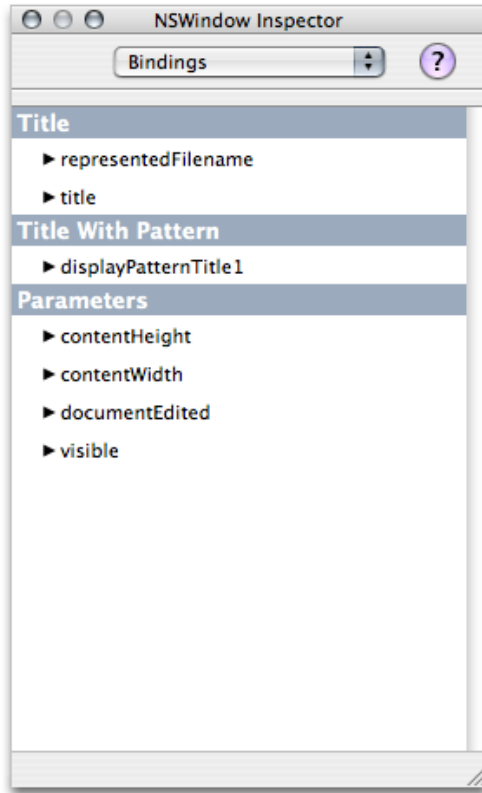 NSWindow Inspector
Bindings
?
Title
representedFilename
title
Title With Pattern
displayPatternTitle1
Parameters
contentHeight
contentWidth
documentEdited
visible